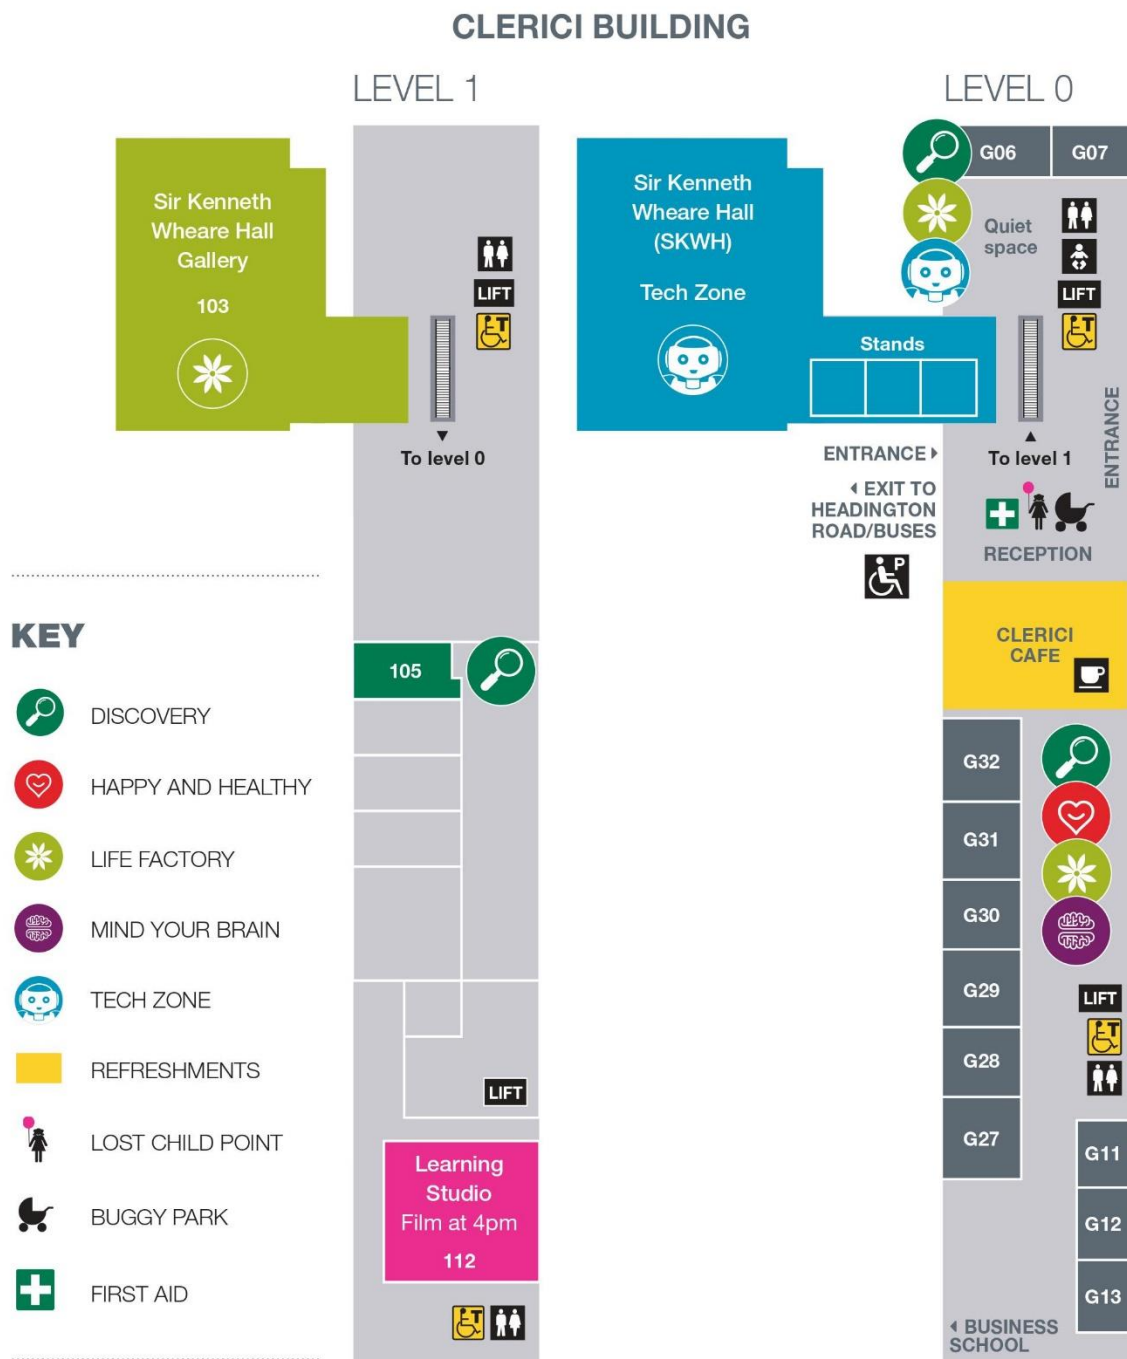 CLERICI BUILDING
LEVEL 1
Sir Kenneth
Wheare Hall
Gallery
103
LIFT
T
To level 0
105
LIFT
Learning
Studio
Film at 4pm
112
T
LEVEL 0
Sir Kenneth
Wheare Hall
(SKWH)
Tech Zone
Stands
G06
G07
Quiet
space
LIFT
T
ENTRANCE
To level 1
ENTRANCE
EXIT TO
HEADINGTON
ROAD/BUSES
P
RECEPTION
CLERICI
CAFE
G32
G31
G30
G29
G28
G27
LIFT
T
G11
G12
G13
BUSINESS
SCHOOL
KEY
DISCOVERY
HAPPY AND HEALTHY
LIFE FACTORY
MIND YOUR BRAIN
TECH ZONE
REFRESHMENTS
LOST CHILD POINT
BUGGY PARK
FIRST AID